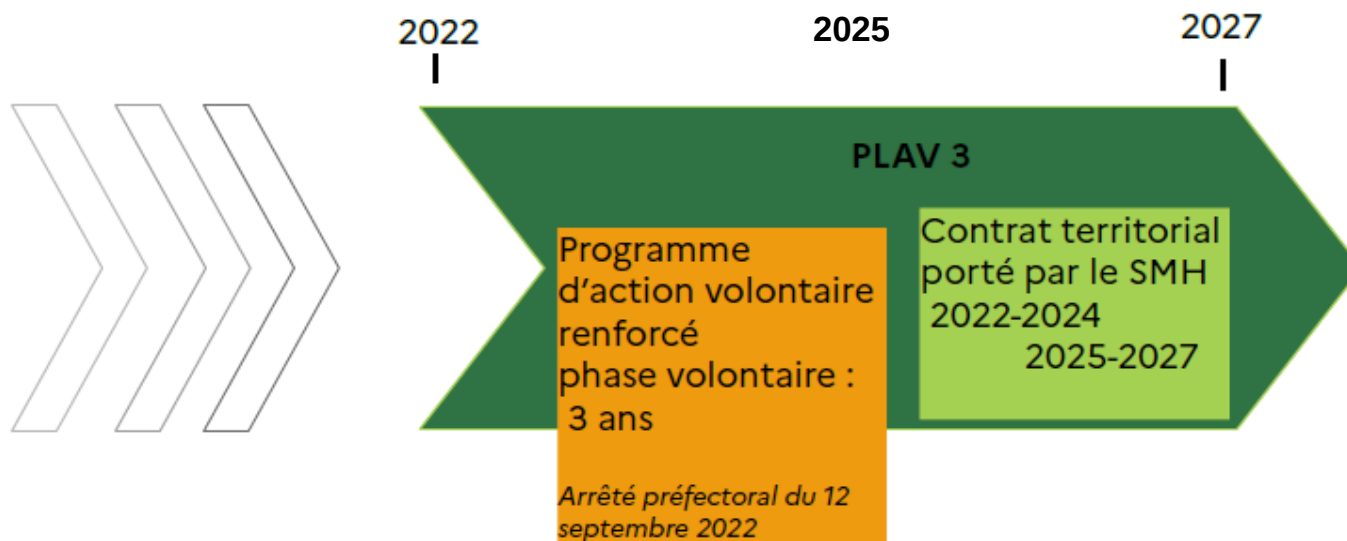 2022
2025
2027
PLAV 3
Programme
d'action volontaire
renforcé
phase volontaire :
3 ans
Arrêté préfectoral du 12
septembre 2022
Contrat territorial
porté par le SMH
2022-2024
2025-2027